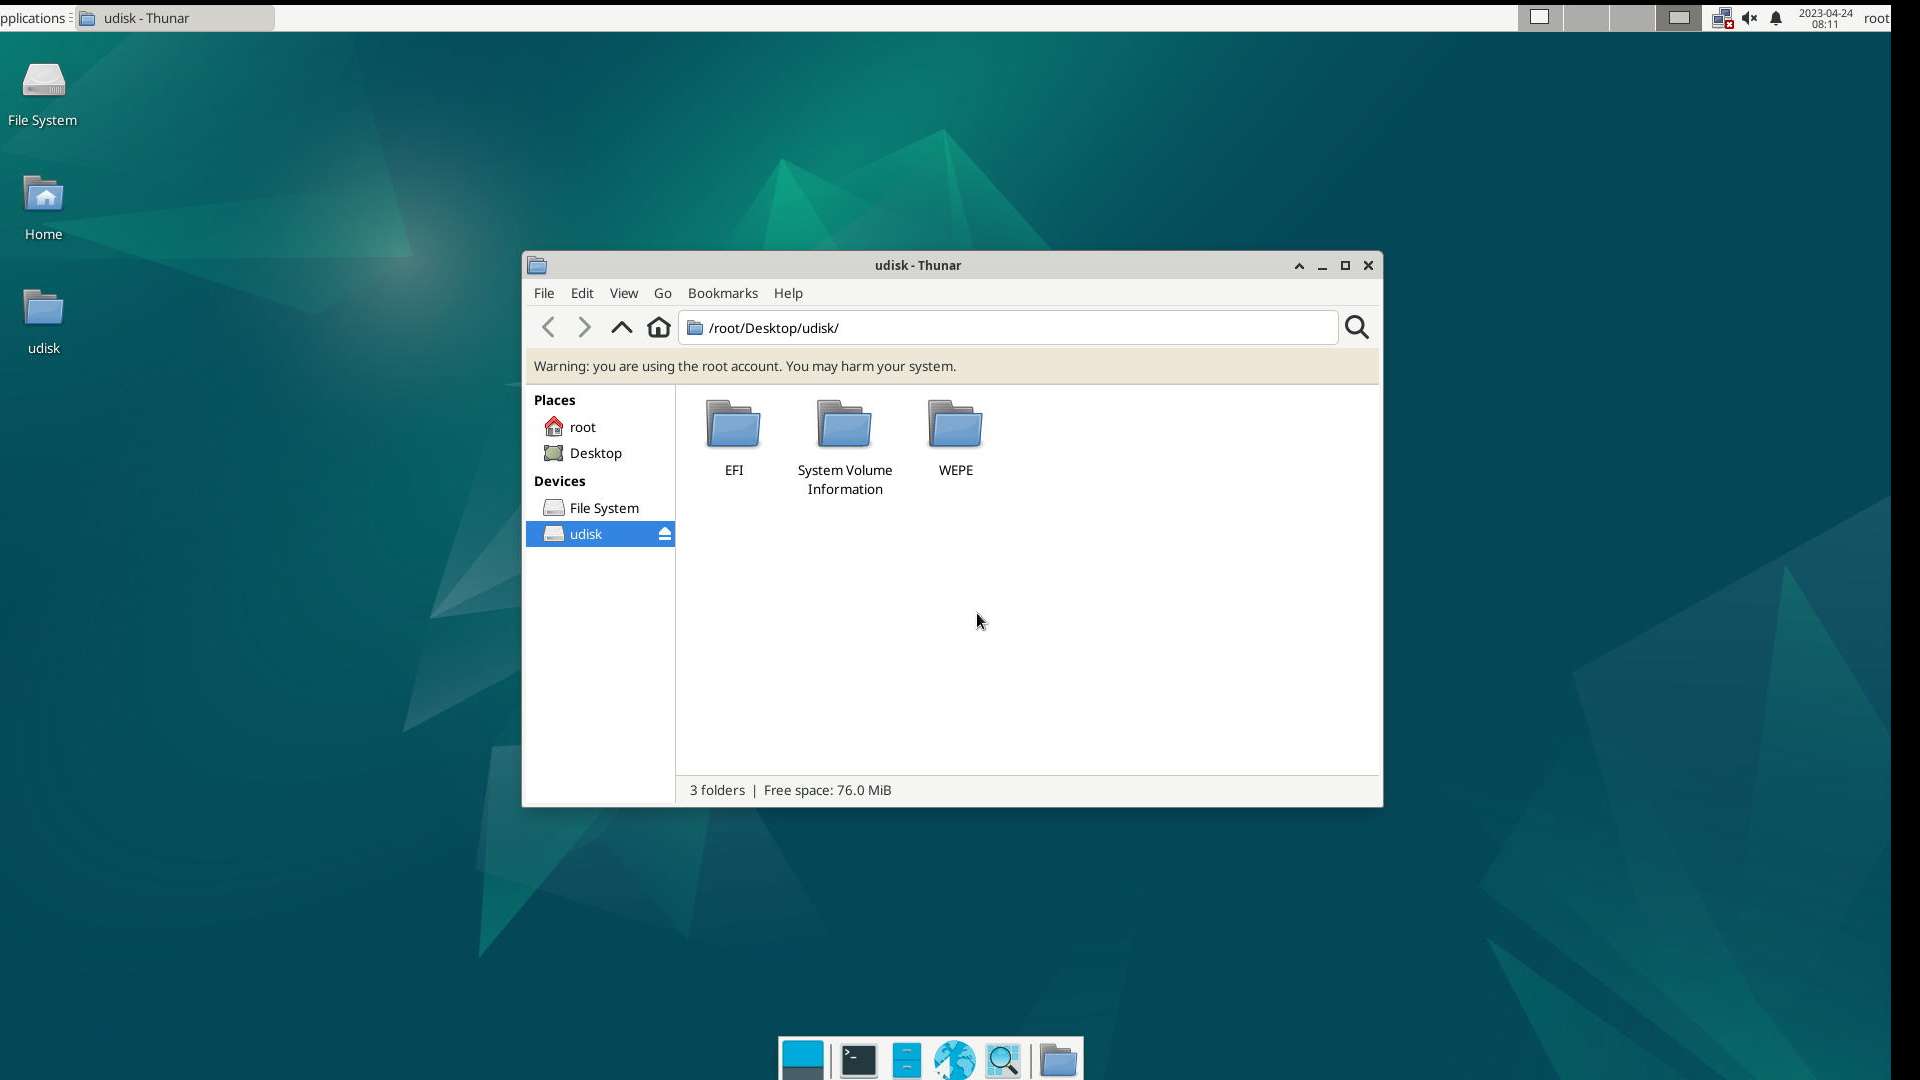 pplications
udisk - Thunar
2023-04-24
08:11
root
File System
Home
udisk
udisk - Thunar
File Edit View Go Bookmarks Help
/root/Desktop/udisk/
Warning: you are using the root account. You may harm your system.
Places
root
Desktop
Devices
File System
udisk
EFI
System Volume
Information
WEPE
3 folders | Free space: 76.0 MiB